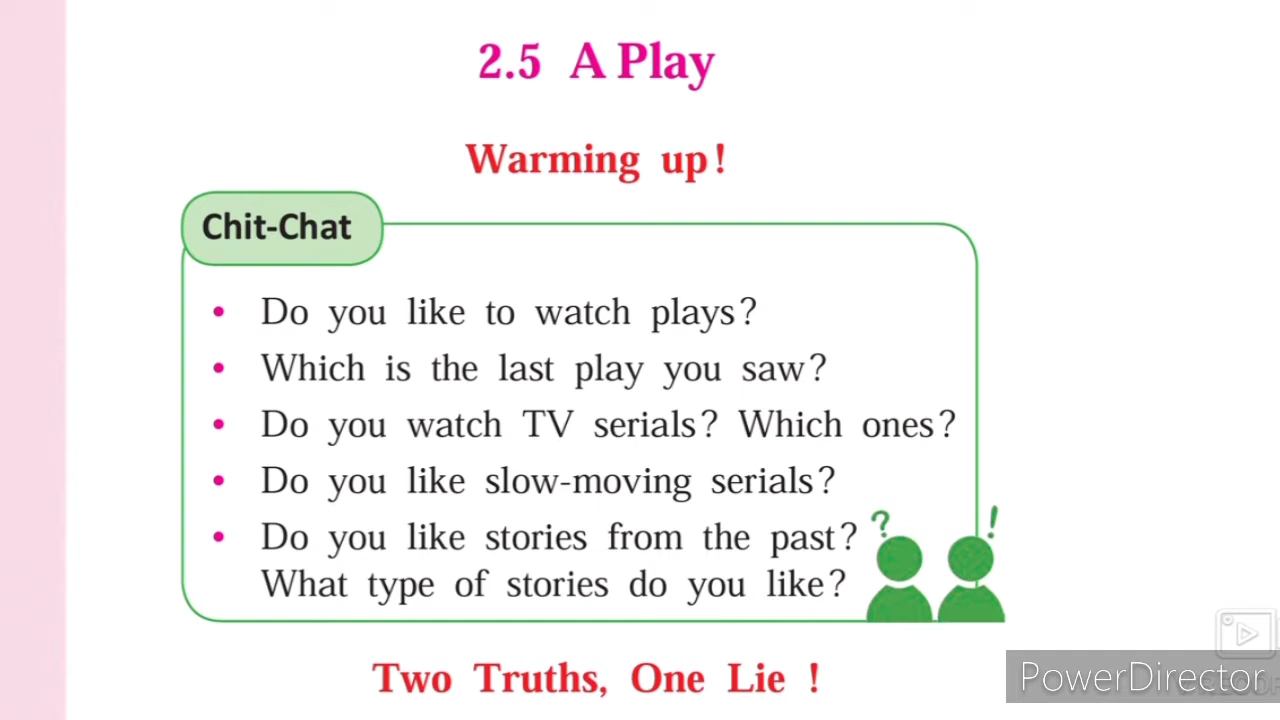 2.5 A Play
Warming up!
Chit-Chat
• Do you like to watch plays?
• Which is the last play you saw?
• Do you watch TV serials? Which ones?
• Do you like slow-moving serials?
• Do you like stories from the past?
What type of stories do you like?
? !
Two Truths, One Lie !
PowerDirector